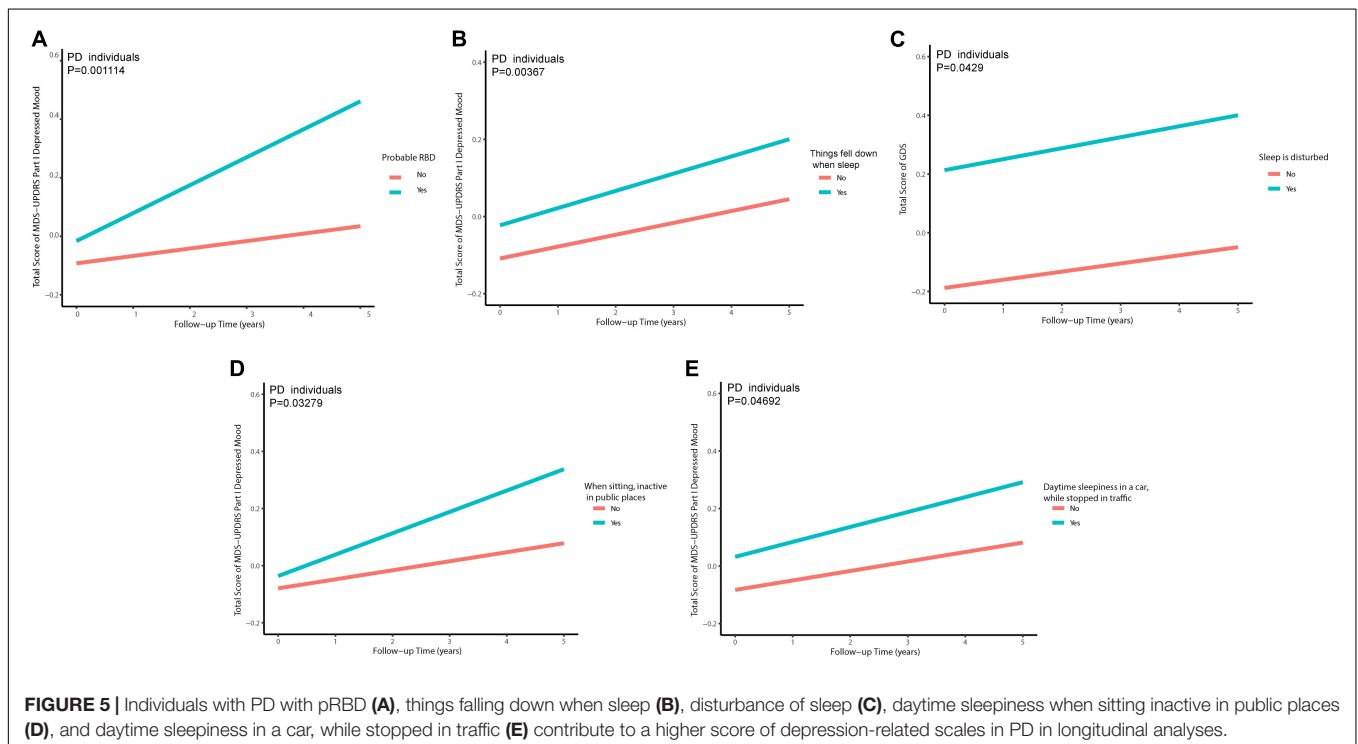 A
PD individuals
P=0.001114
Total Score of MDS−UPDRS Part I Depressed Mood
0.6
0.4
0.2
0.0
−0.2
0 1 2 3 4 5
Follow−up Time (years)
Probable RBD
No
Yes
B
PD individuals
P=0.00367
Total Score of MDS−UPDRS Part I Depressed Mood
0.4
0.2
0.0
−0.2
0 1 2 3 4 5
Follow−up Time (years)
Things fell down
when sleep
No
Yes
C
PD individuals
P=0.0429
Total Score of GDS
0.6
0.4
0.2
0.0
−0.2
0 1 2 3 4 5
Follow−up Time (years)
Sleep is disturbed
No
Yes
D
PD individuals
P=0.03279
Total Score of MDS−UPDRS Part I Depressed Mood
0.6
0.4
0.2
0.0
−0.2
0 1 2 3 4 5
Follow−up Time (years)
When sitting, inactive
in public places
No
Yes
E
PD individuals
P=0.04692
Total Score of MDS−UPDRS Part I Depressed Mood
0.6
0.4
0.2
0.0
−0.2
0 1 2 3 4 5
Follow−up Time (years)
Daytime sleepiness in a car,
while stopped in traffic
No
Yes
FIGURE 5 | Individuals with PD with pRBD (A), things falling down when sleep (B), disturbance of sleep (C), daytime sleepiness when sitting inactive in public places
(D), and daytime sleepiness in a car, while stopped in traffic (E) contribute to a higher score of depression-related scales in PD in longitudinal analyses.